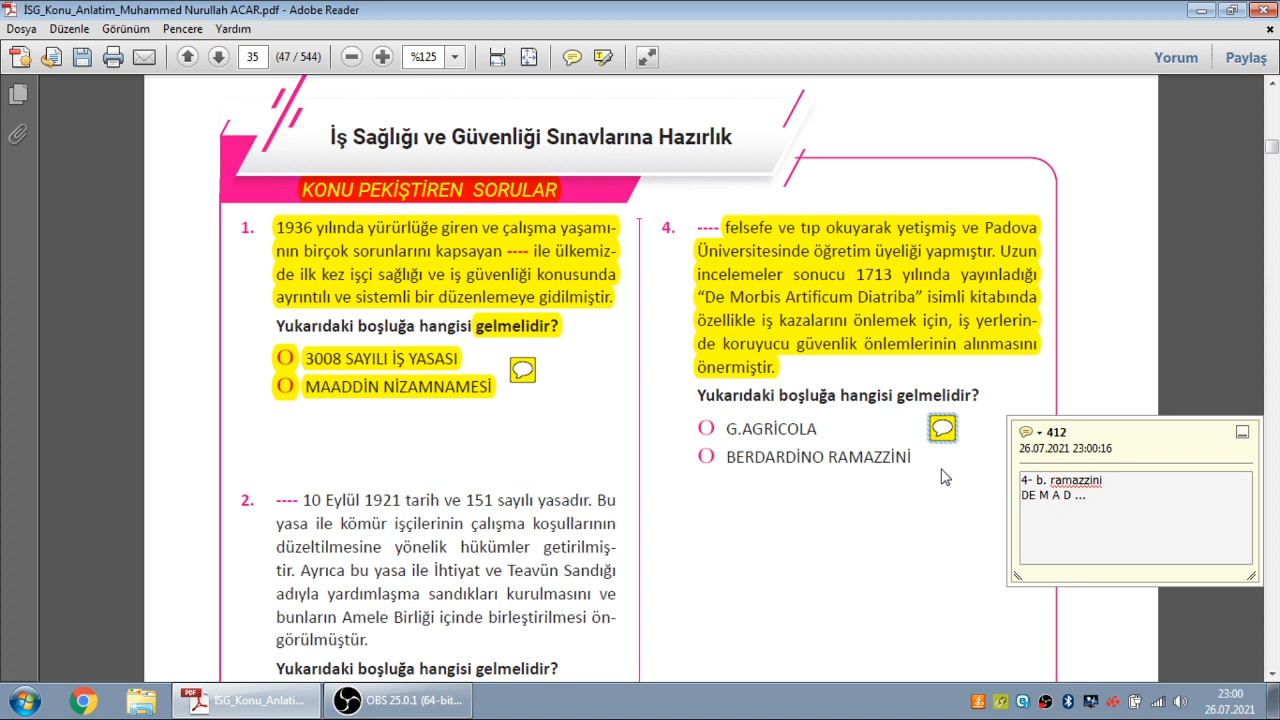 İSG_Konu_Anlatim_Muhammed Nurullah ACAR.pdf - Adobe Reader
Dosya Düzenle Görünüm Pencere Yardım
35 (47 / 544) %125 Yorum Paylaş
İş Sağlığı ve Güvenliği Sınavlarına Hazırlık
KONU PEKİŞTİREN SORULAR
1. 1936 yılında yürürlüğe giren ve çalışma yaşamı-
nın birçok sorunlarını kapsayan ---- ile ülkemiz-
de ilk kez işçi sağlığı ve iş güvenliği konusunda
ayrıntılı ve sistemli bir düzenlemeye gidilmiştir.
Yukarıdaki boşluğa hangisi gelmelidir?
O 3008 SAYILI İŞ YASASI
O MAADDİN NİZAMNAMESİ
2. ---- 10 Eylül 1921 tarih ve 151 sayılı yasadır. Bu
yasa ile kömür işçilerinin çalışma koşullarının
düzeltilmesine yönelik hükümler getirilmiş-
tir. Ayrıca bu yasa ile İhtiyat ve Teavün Sandığı
adıyla yardımlaşma sandıkları kurulmasını ve
bunların Amele Birliği içinde birleştirilmesi ön-
görülmüştür.
Yukarıdaki boşluğa hangisi gelmelidir?
4. ---- felsefe ve tıp okuyarak yetişmiş ve Padova
Üniversitesinde öğretim üyeliği yapmıştır. Uzun
incelemeler sonucu 1713 yılında yayınladığı
“De Morbis Artificum Diatriba” isimli kitabında
özellikle iş kazalarını önlemek için, iş yerlerin-
de koruyucu güvenlik önlemlerinin alınmasını
önermiştir.
Yukarıdaki boşluğa hangisi gelmelidir?
O G.AGRİCOLA
O BERDARDİNO RAMAZZİNİ
412
26.07.2021 23:00:16
4- b. ramazzini
DE M A D ...
İSG_Konu_Anlati... OBS 25.0.1 (64-bit... 23:00
26.07.2021